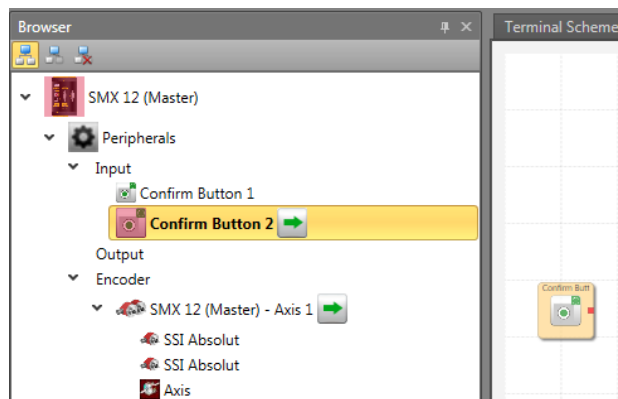 Browser
Terminal Scheme
SMX 12 (Master)
Peripherals
Input
Confirm Button 1
Confirm Button 2
Output
Encoder
Confirm Butt
SMX 12 (Master) - Axis 1
SSI Absolut
SSI Absolut
Axis